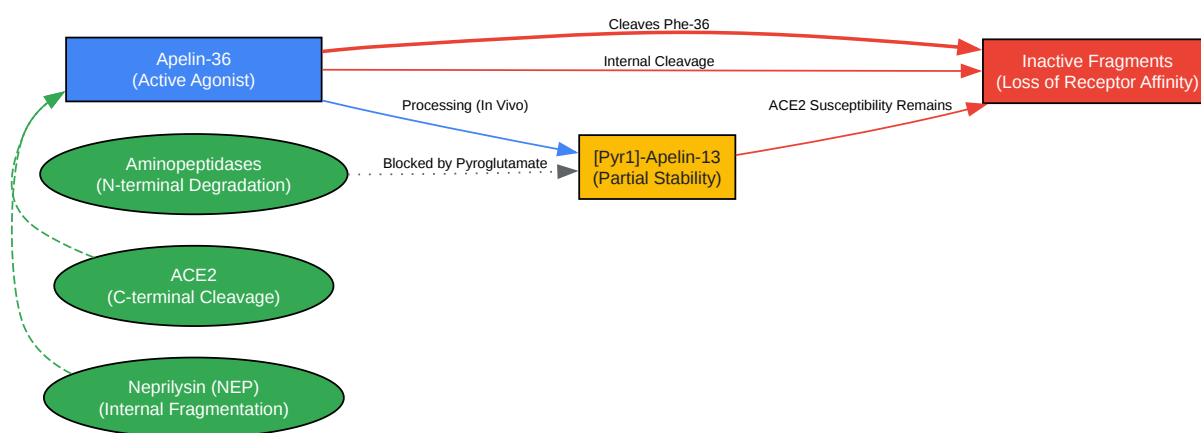 Cleaves Phe-36
Apelin-36
(Active Agonist)
Internal Cleavage
Inactive Fragments
(Loss of Receptor Affinity)
Processing (In Vivo)
ACE2 Susceptibility Remains
Aminopeptidases
(N-terminal Degradation)
Blocked by Pyroglutamate
[Pyr1]-Apelin-13
(Partial Stability)
ACE2
(C-terminal Cleavage)
Neprilysin (NEP)
(Internal Fragmentation)